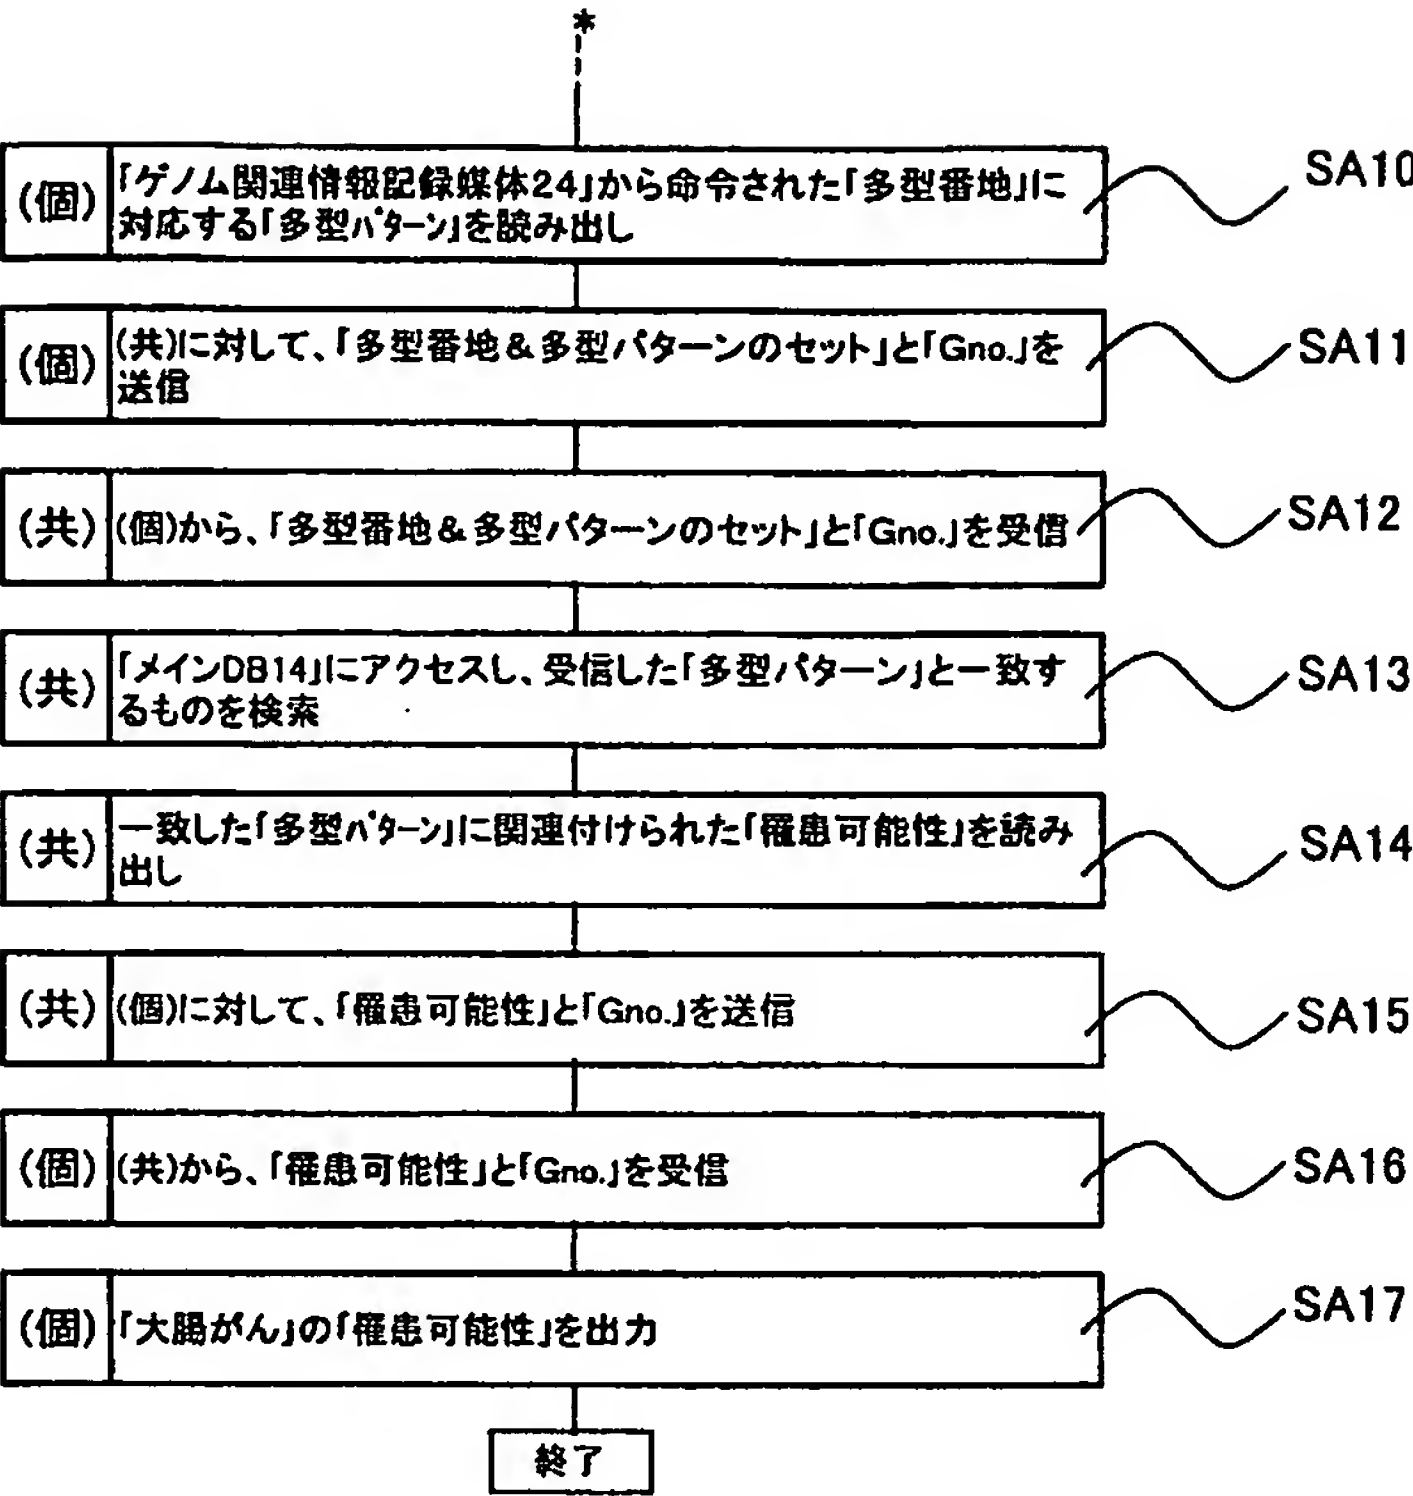 *
(個) 「ゲノム関連情報記録媒体24」から命令された「多型番地」に
対応する「多型パターン」を読み出し
SA10
(個) (共)に対して、「多型番地&多型パターンのセット」と「Gno.」を
送信
SA11
(共) (個)から、「多型番地&多型パターンのセット」と「Gno.」を受信
SA12
(共) 「メインDB14」にアクセスし、受信した「多型パターン」と一致す
るものを検索
SA13
(共) 一致した「多型パターン」に関連付けられた「罹患可能性」を読み
出し
SA14
(共) (個)に対して、「罹患可能性」と「Gno.」を送信
SA15
(個) (共)から、「罹患可能性」と「Gno.」を受信
SA16
(個) 「大腸がん」の「罹患可能性」を出力
SA17
終了